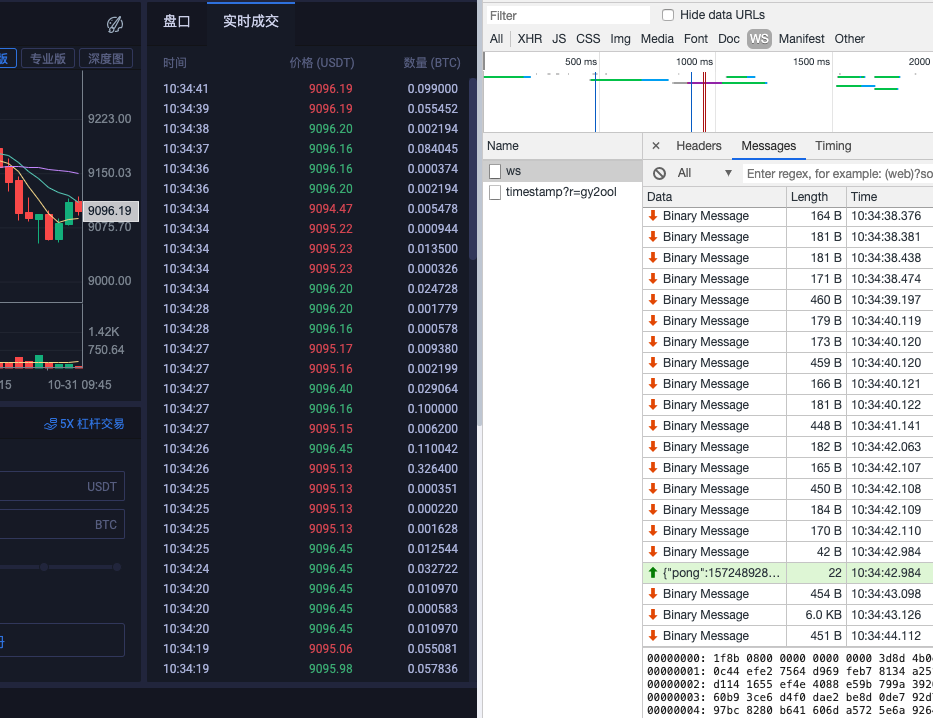 盘口 实时成交
版 专业版 深度图
时间 价格 (USDT) 数量 (BTC)
10:34:41 9096.19 0.099000
10:34:39 9096.19 0.055452
10:34:38 9096.20 0.002194
10:34:37 9096.16 0.084045
10:34:36 9096.16 0.000374
10:34:36 9096.20 0.002194
10:34:34 9094.47 0.005478
10:34:34 9095.22 0.000944
10:34:34 9095.23 0.013500
10:34:34 9095.23 0.000326
10:34:34 9096.20 0.024728
10:34:28 9096.20 0.001779
10:34:28 9096.16 0.000578
10:34:27 9095.17 0.009380
10:34:27 9095.16 0.002199
10:34:27 9096.40 0.029064
10:34:27 9096.16 0.100000
10:34:27 9095.15 0.006200
10:34:26 9096.45 0.110042
10:34:26 9095.13 0.326400
10:34:25 9095.13 0.000351
10:34:25 9095.13 0.000220
10:34:25 9095.13 0.001628
10:34:25 9096.45 0.012544
10:34:24 9096.45 0.032722
10:34:20 9096.45 0.010970
10:34:20 9096.45 0.000583
10:34:20 9096.45 0.010970
10:34:19 9095.06 0.055081
10:34:19 9095.98 0.057836
9223.00
9150.03
9096.19
9075.70
9000.00
1.42K
750.64
15 10-31 09:45
5X 杠杆交易
USDT
BTC
Filter Hide data URLs
All XHR JS CSS Img Media Font Doc WS Manifest Other
500 ms 1000 ms 1500 ms 2000
Name
ws
timestamp?r=gy2ool
× Headers Messages Timing
All Enter regex, for example: (web)?so
Data Length Time
Binary Message 164 B 10:34:38.376
Binary Message 181 B 10:34:38.381
Binary Message 181 B 10:34:38.438
Binary Message 171 B 10:34:38.474
Binary Message 460 B 10:34:39.197
Binary Message 179 B 10:34:40.119
Binary Message 173 B 10:34:40.120
Binary Message 459 B 10:34:40.120
Binary Message 166 B 10:34:40.121
Binary Message 181 B 10:34:40.122
Binary Message 448 B 10:34:41.141
Binary Message 182 B 10:34:42.063
Binary Message 165 B 10:34:42.107
Binary Message 450 B 10:34:42.108
Binary Message 184 B 10:34:42.109
Binary Message 170 B 10:34:42.110
Binary Message 42 B 10:34:42.984
{"pong":157248928... 22 10:34:42.984
Binary Message 454 B 10:34:43.098
Binary Message 6.0 KB 10:34:43.126
Binary Message 451 B 10:34:44.112
00000000: 1f8b 0800 0000 0000 0000 3d8d 4b0
00000001: 0c44 efe2 7564 d969 feb7 8134 a25
00000002: d114 1655 ef4e 4088 e59b 799a 392
00000003: 60b9 3ce6 d4f0 dae2 be8d 0de7 92d
00000004: 97bc 8280 b641 606d a572 5e6a 926